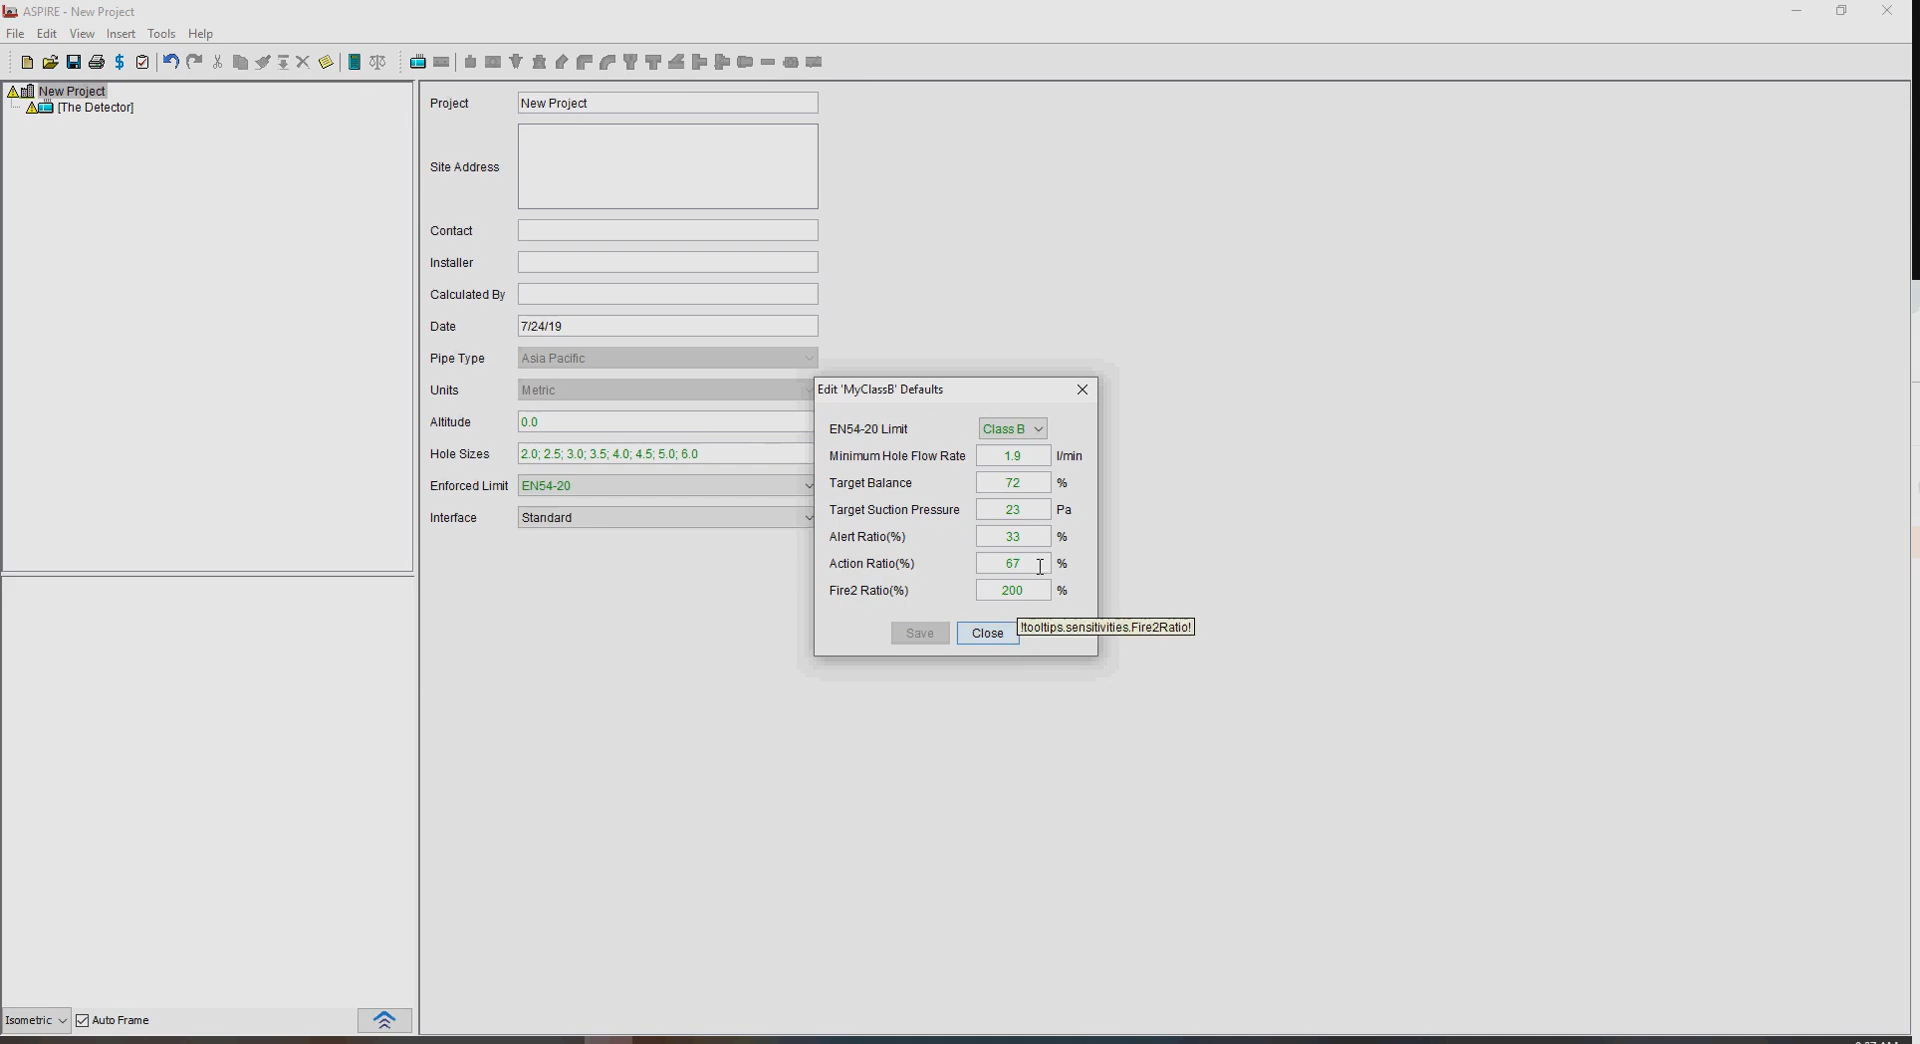 ASPIRE - New Project
File Edit View Insert Tools Help
New Project
[The Detector]
Project New Project
Site Address
Contact
Installer
Calculated By
Date 7/24/19
Pipe Type Asia Pacific
Units Metric
Altitude 0.0
Hole Sizes 2.0; 2.5; 3.0; 3.5; 4.0; 4.5; 5.0; 6.0
Enforced Limit EN54-20
Interface Standard
Edit 'MyClassB' Defaults
EN54-20 Limit Class B
Minimum Hole Flow Rate 1.9 l/min
Target Balance 72 %
Target Suction Pressure 23 Pa
Alert Ratio(%) 33 %
Action Ratio(%) 67 %
Fire2 Ratio(%) 200 %
Save Close
!tooltips.sensitivities.Fire2Ratio!
Isometric Auto Frame